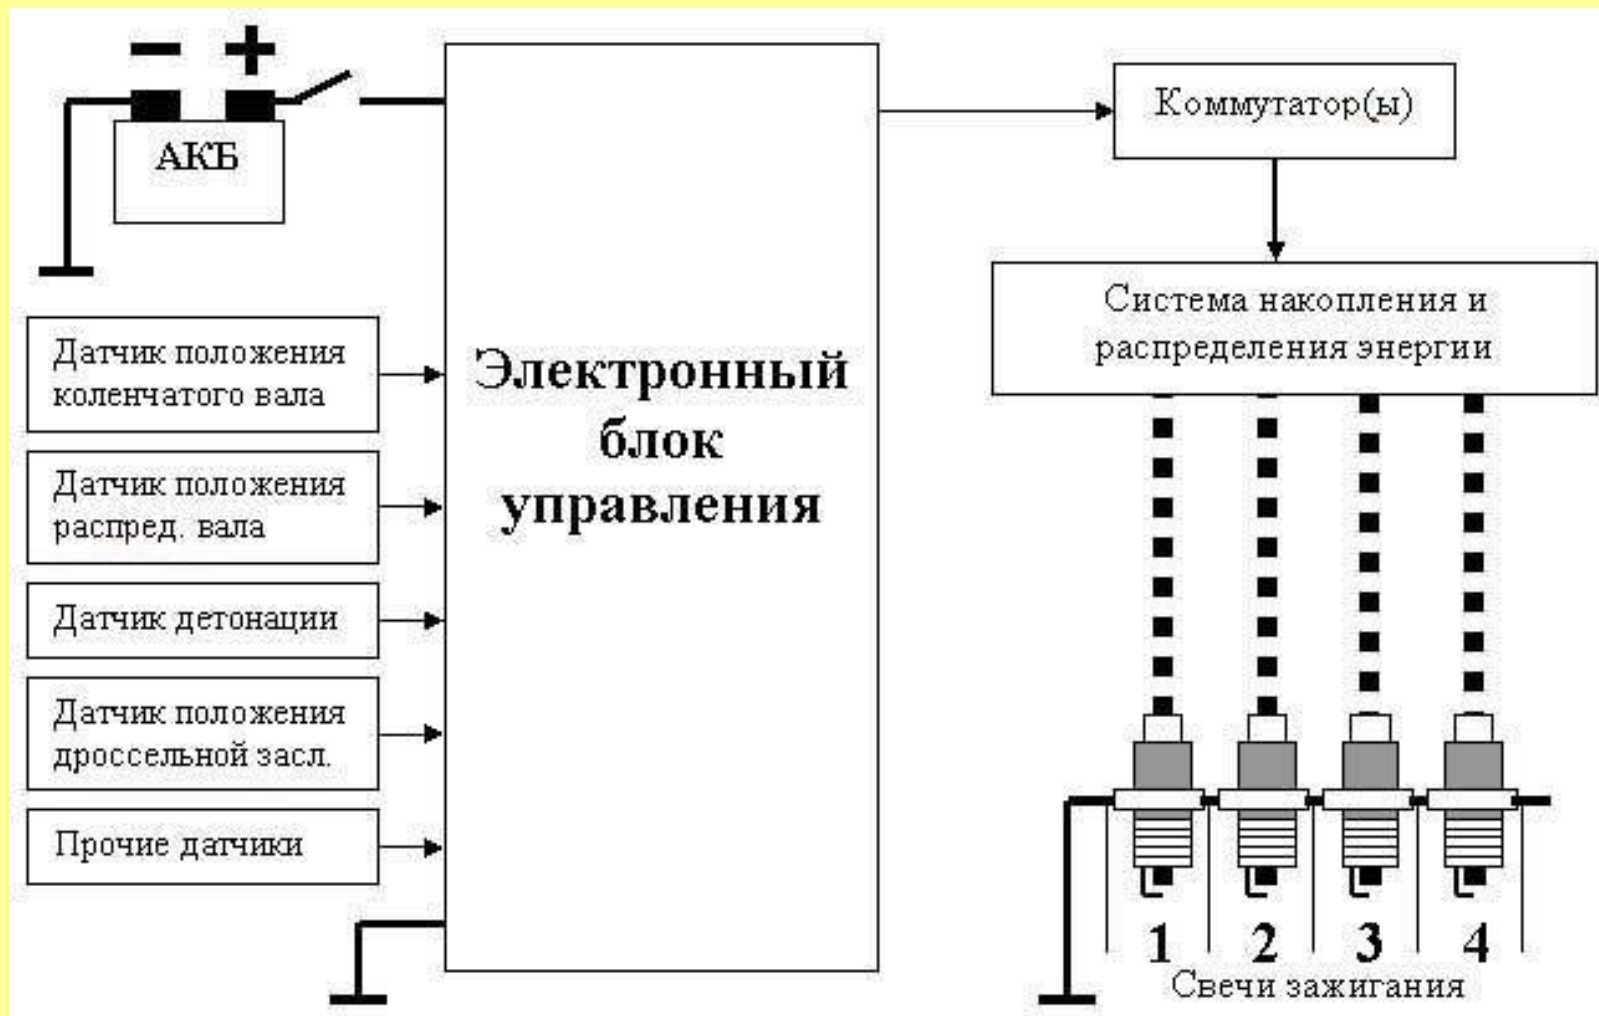 − +
АКБ
Коммутатор(ы)
Система накопления и
распределения энергии
Датчик положения
коленчатого вала
Датчик положения
распред. вала
Датчик детонации
Датчик положения
дроссельной засл.
Прочие датчики
Электронный
блок
управления
1 2 3 4
Свечи зажигания